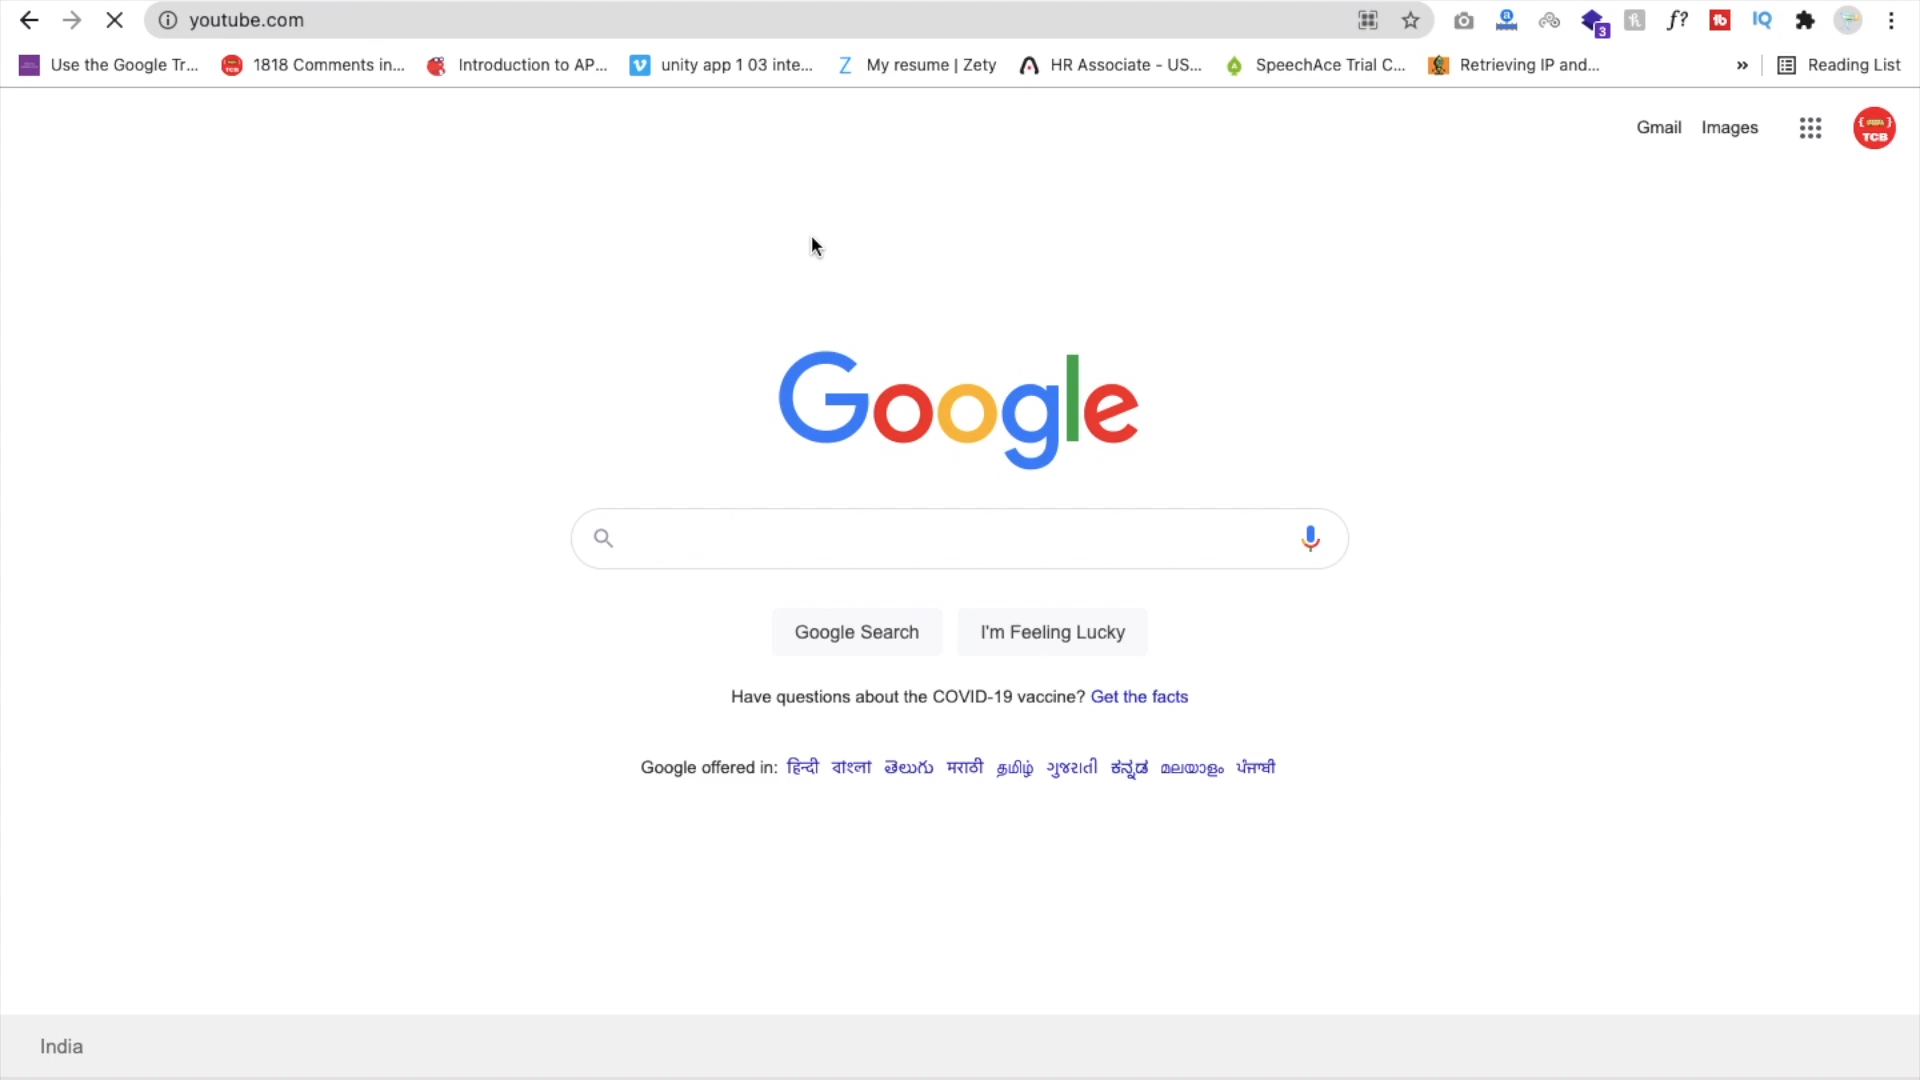 youtube.com
3
Use the Google Tr...
1818 Comments in...
Introduction to AP...
unity app 1 03 inte...
My resume | Zety
HR Associate - US...
SpeechAce Trial C...
Retrieving IP and...
»
Reading List
Gmail
Images
TCB
Google
Google Search
I'm Feeling Lucky
Have questions about the COVID-19 vaccine? Get the facts
Google offered in: हिन्दी বাংলা తెలుగు मराठी தமிழ் ગુજરાતી ಕನ್ನಡ മലയാളം ਪੰਜਾਬੀ
India